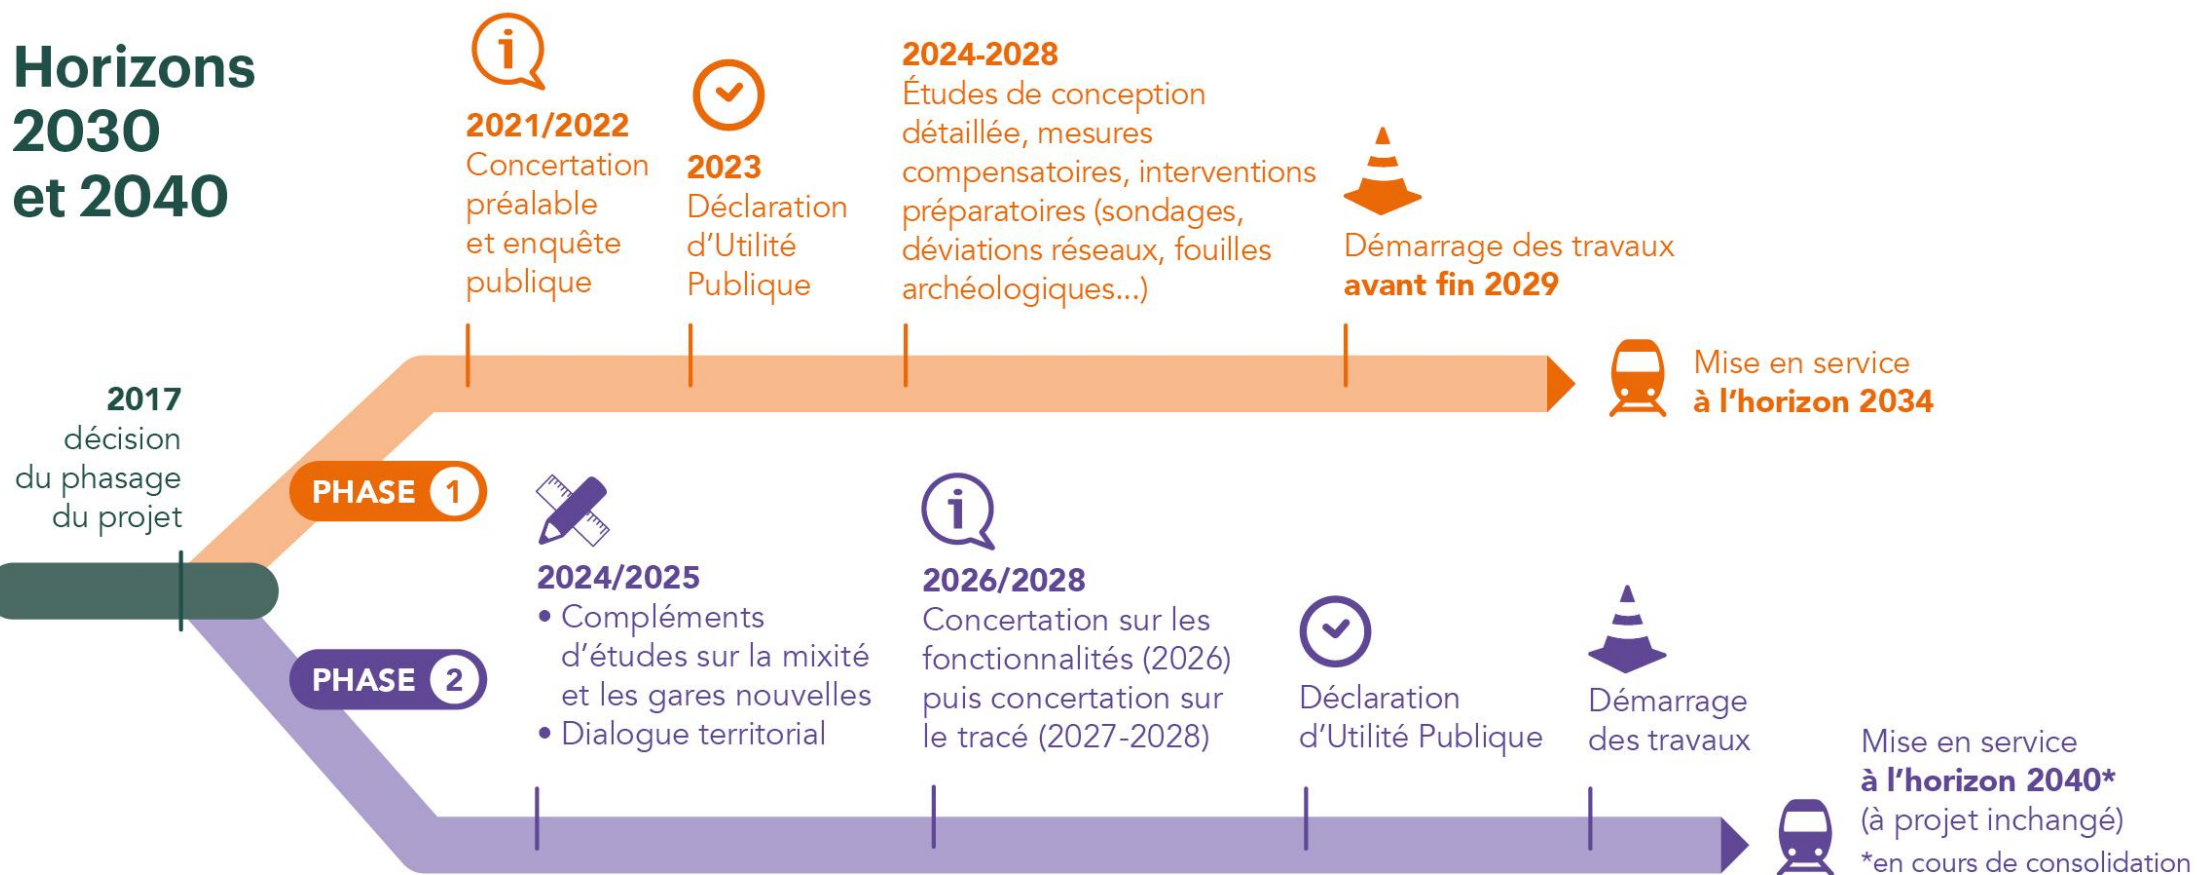 Horizons
2030
et 2040
2017
décision
du phasage
du projet
PHASE 1
2021/2022
Concertation
préalable
et enquête
publique
2023
Déclaration
d’Utilité
Publique
2024-2028
Études de conception
détaillée, mesures
compensatoires, interventions
préparatoires (sondages,
déviations réseaux, fouilles
archéologiques...)
Démarrage des travaux
avant fin 2029
Mise en service
à l’horizon 2034
PHASE 2
2024/2025
• Compléments
d’études sur la mixité
et les gares nouvelles
• Dialogue territorial
2026/2028
Concertation sur les
fonctionnalités (2026)
puis concertation sur
le tracé (2027-2028)
Déclaration
d’Utilité Publique
Démarrage
des travaux
Mise en service
à l’horizon 2040*
(à projet inchangé)
*en cours de consolidation